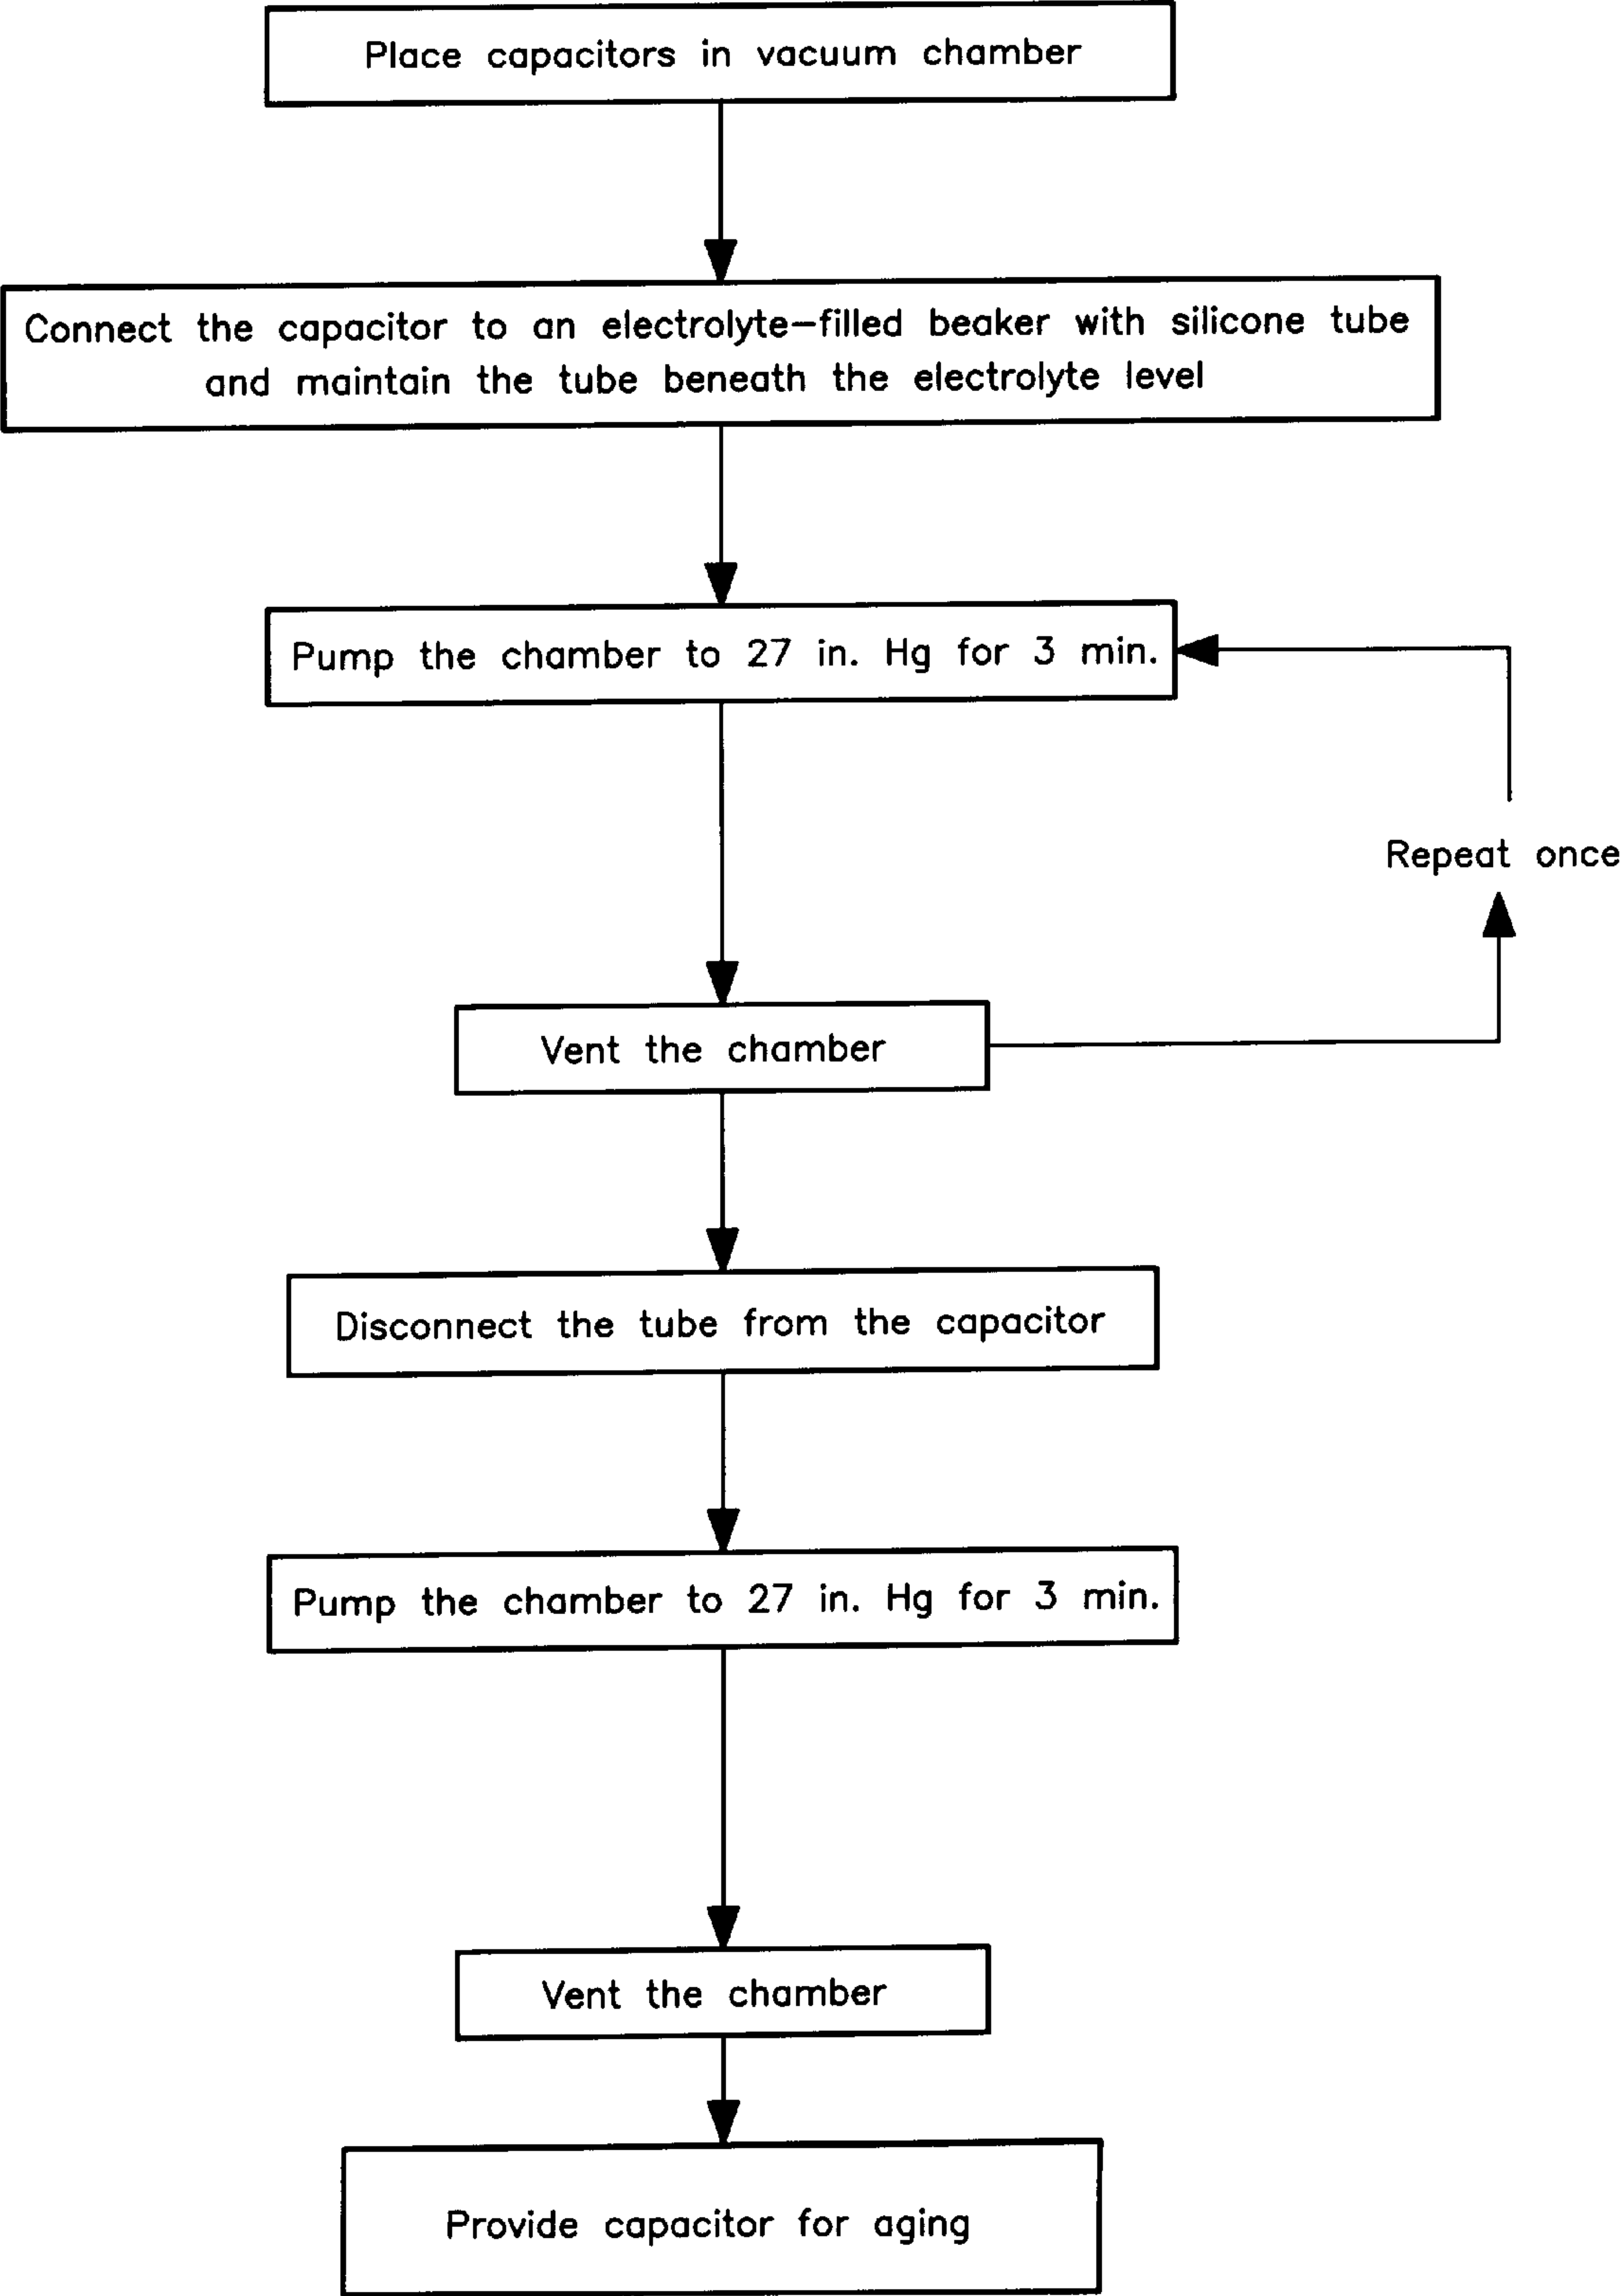 Place capacitors in vacuum chamber
Connect the capacitor to an electrolyte–filled beaker with silicone tube
and maintain the tube beneath the electrolyte level
Pump the chamber to 27 in. Hg for 3 min.
Repeat once
Vent the chamber
Disconnect the tube from the capacitor
Pump the chamber to 27 in. Hg for 3 min.
Vent the chamber
Provide capacitor for aging